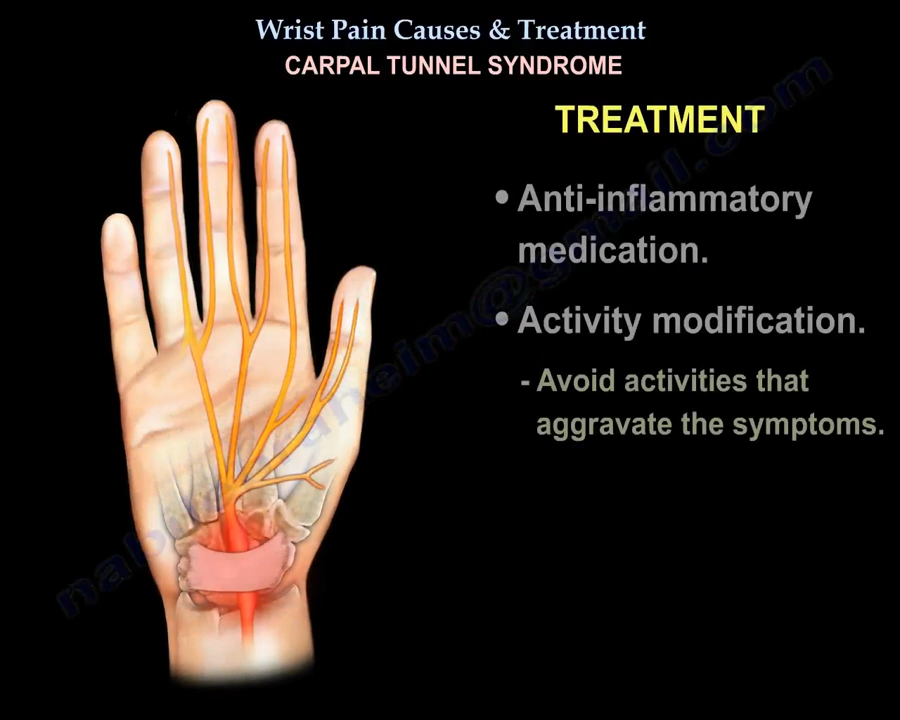 Wrist Pain Causes & Treatment
CARPAL TUNNEL SYNDROME
TREATMENT
• Anti-inflammatory
medication.
• Activity modification.
- Avoid activities that
aggravate the symptoms.